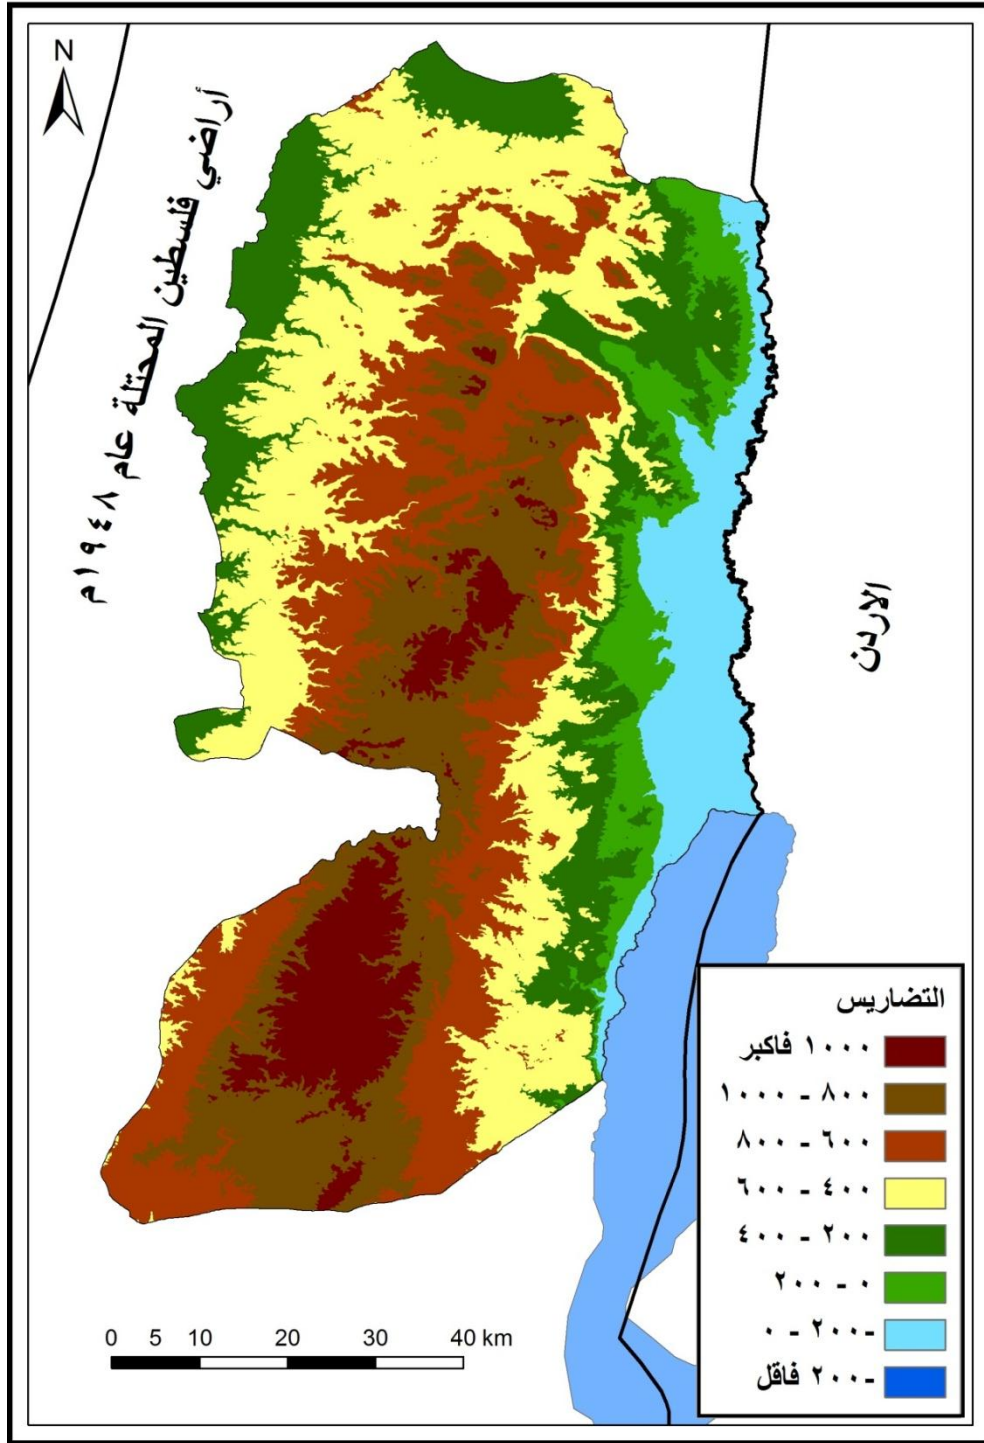 N
أراضي فلسطين المحتلة عام ١٩٤٨م
الاردن
التضاريس
١٠٠٠ فاكبر
٨٠٠ - ١٠٠٠
٦٠٠ - ٨٠٠
٤٠٠ - ٦٠٠
٢٠٠ - ٤٠٠
٠ - ٢٠٠
-٢٠٠ - ٠
-٢٠٠ فاقل
0 5 10 20 30 40 km